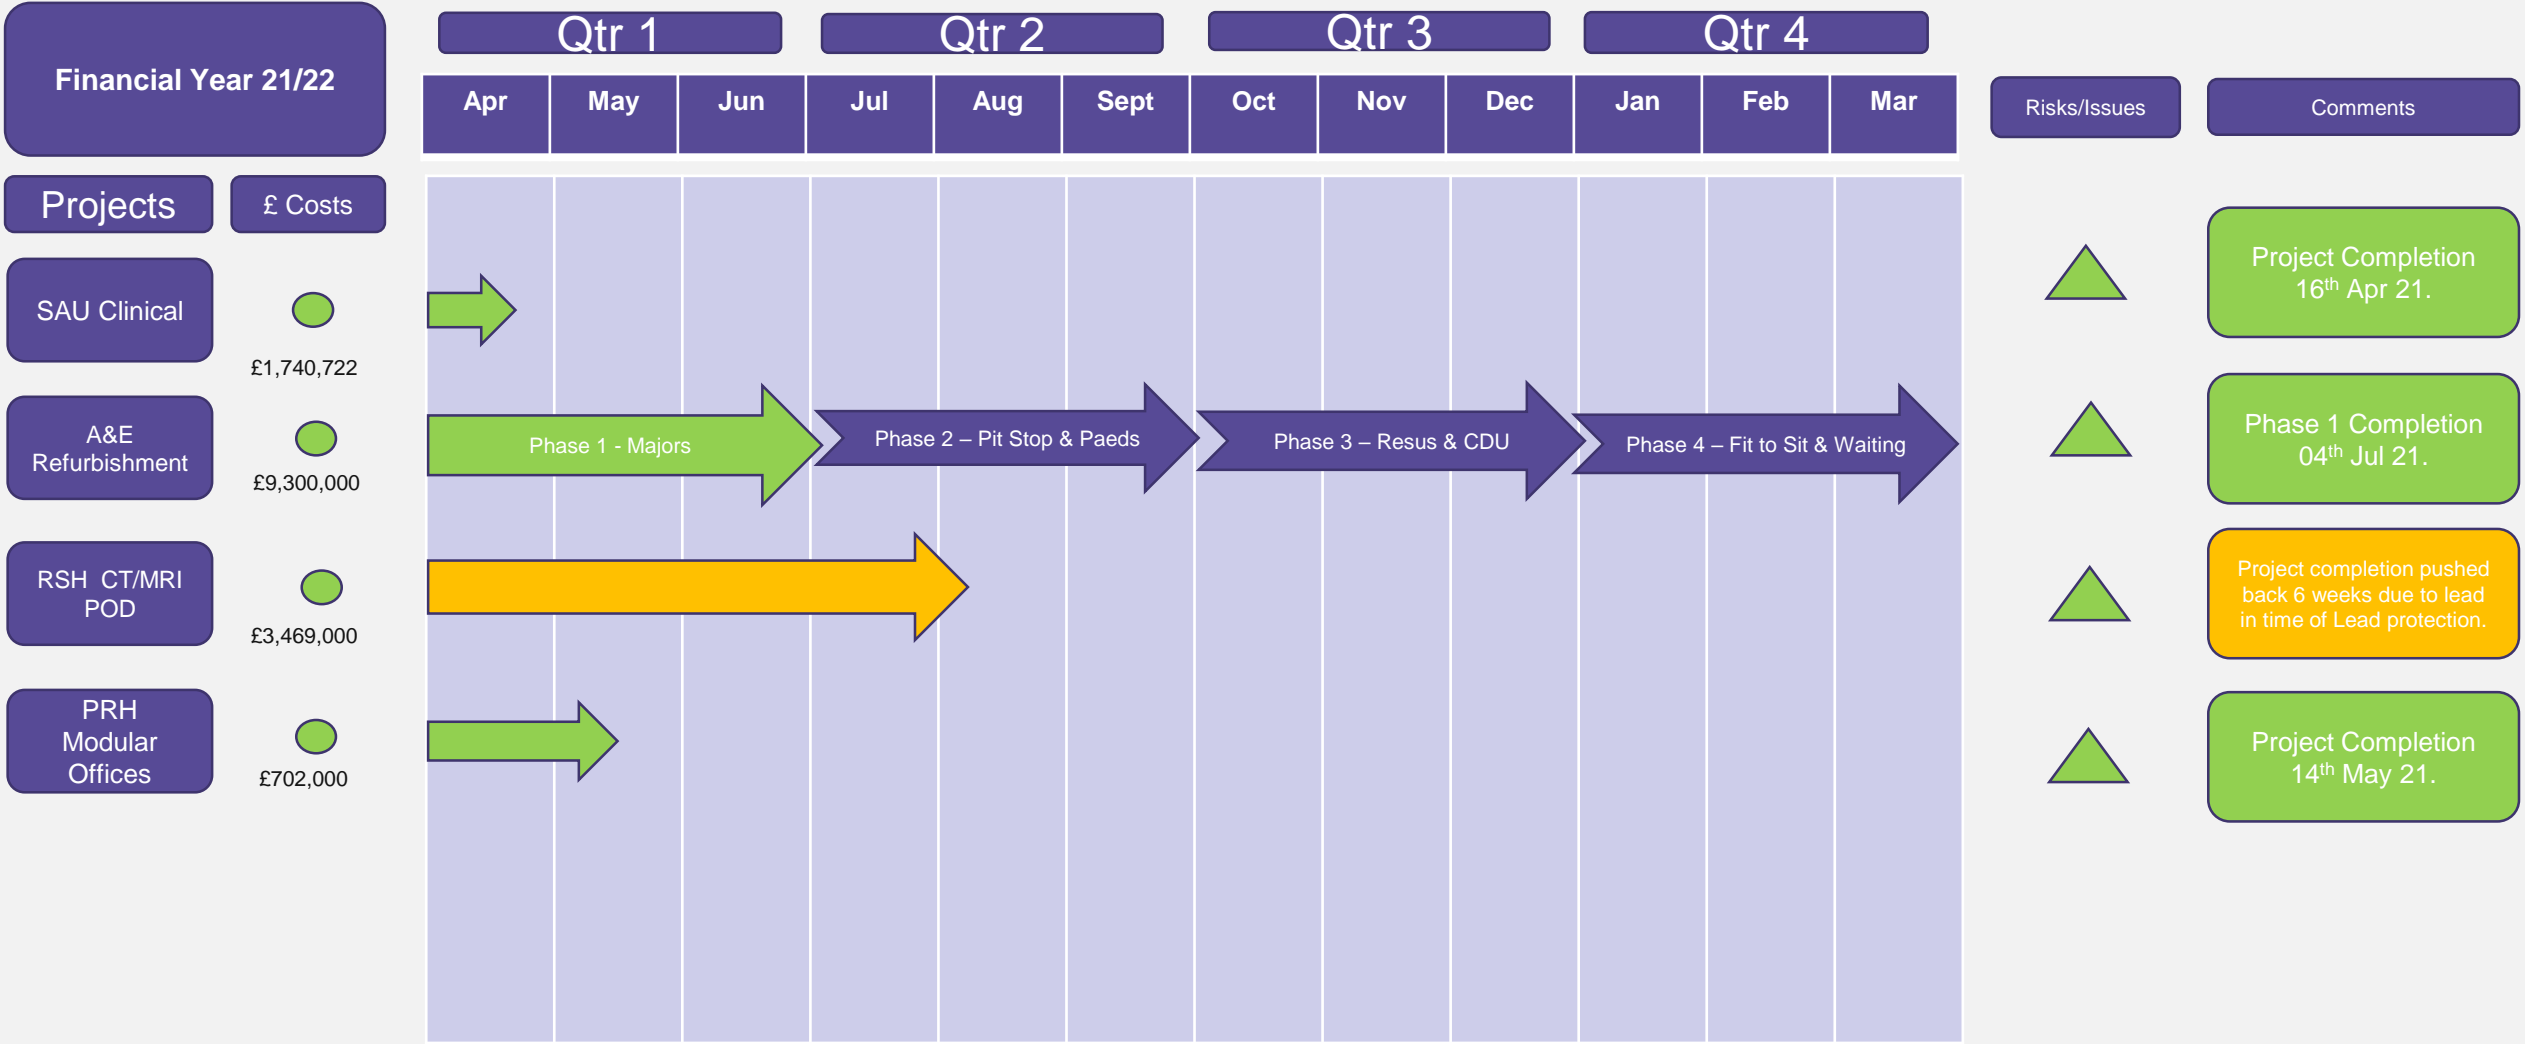 Financial Year 21/22
Qtr 1
Qtr 2
Qtr 3
Qtr 4
Apr
May
Jun
Jul
Aug
Sept
Oct
Nov
Dec
Jan
Feb
Mar
Risks/Issues
Comments
Projects
£ Costs
SAU Clinical
£1,740,722
Project Completion
16th Apr 21.
A&E
Refurbishment
£9,300,000
Phase 1 - Majors
Phase 2 – Pit Stop & Paeds
Phase 3 – Resus & CDU
Phase 4 – Fit to Sit & Waiting
Phase 1 Completion
04th Jul 21.
RSH CT/MRI
POD
£3,469,000
Project completion pushed
back 6 weeks due to lead
in time of Lead protection.
PRH
Modular
Offices
£702,000
Project Completion
14th May 21.